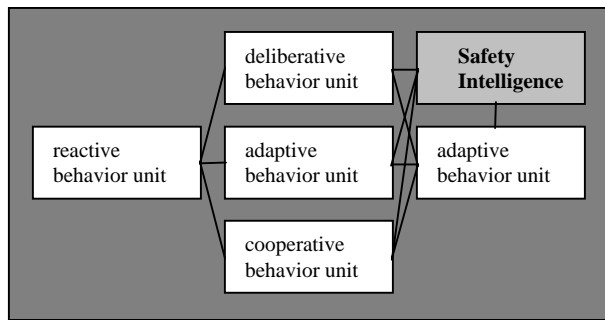 deliberative
behavior unit
Safety
Intelligence
reactive
behavior unit
adaptive
behavior unit
adaptive
behavior unit
cooperative
behavior unit